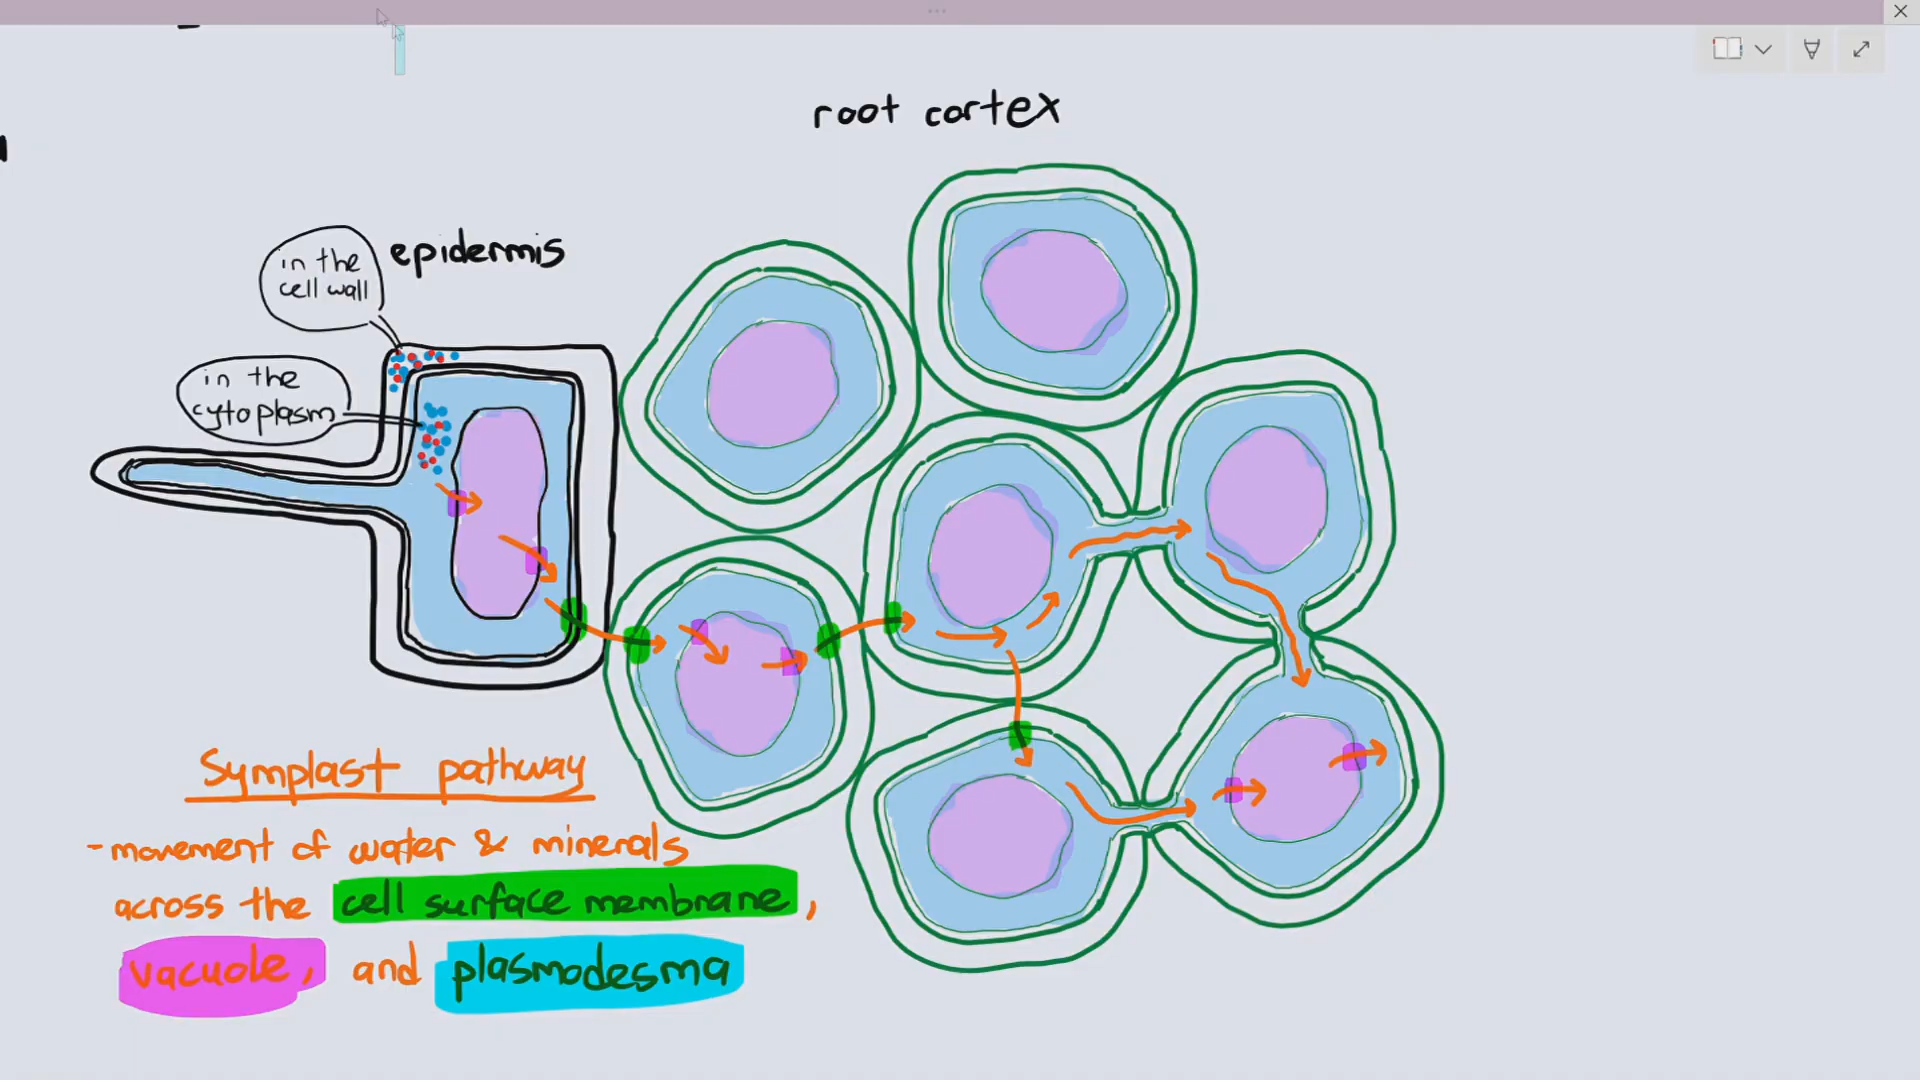 root cortex
epidermis
in the
cell wall
in the
cytoplasm
Symplast pathway
- movement of water & minerals
across the cell surface membrane,
vacuole, and plasmodesma